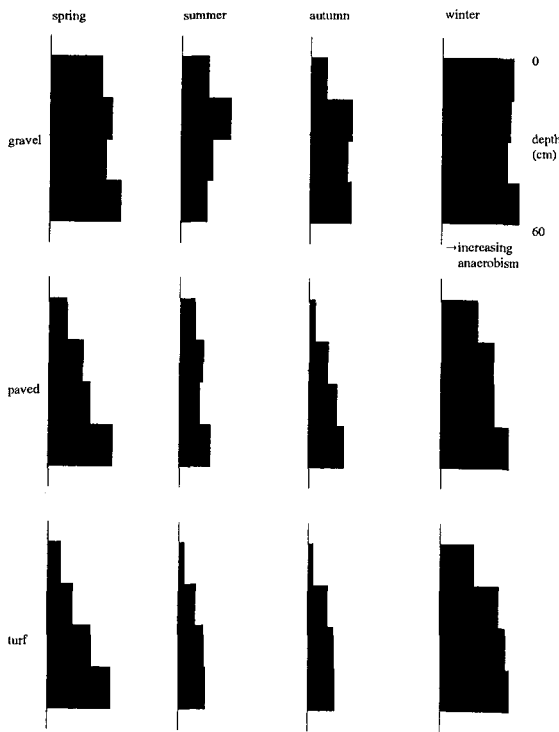 spring summer autumn winter
0
gravel
depth
(cm)
60
→increasing
anaerobism
paved
turf